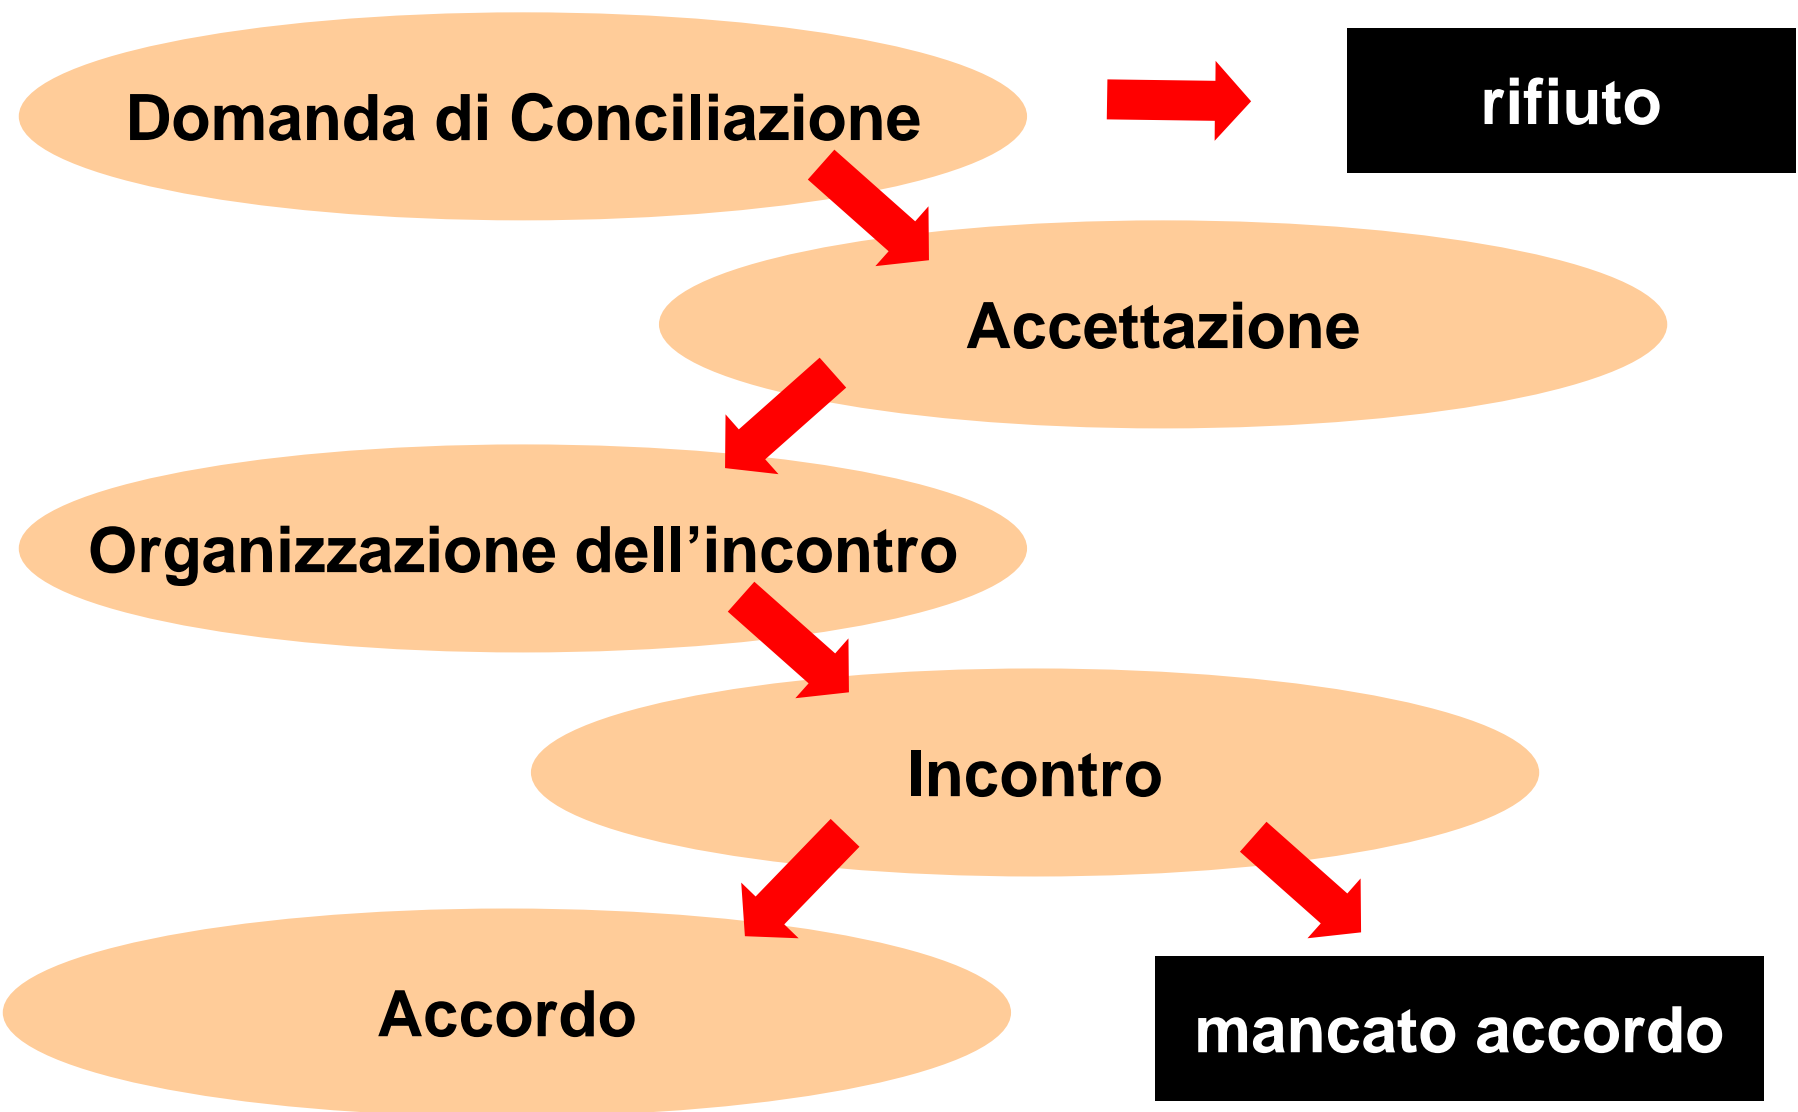 Domanda di Conciliazione
rifiuto
Accettazione
Organizzazione dell’incontro
Incontro
Accordo
mancato accordo